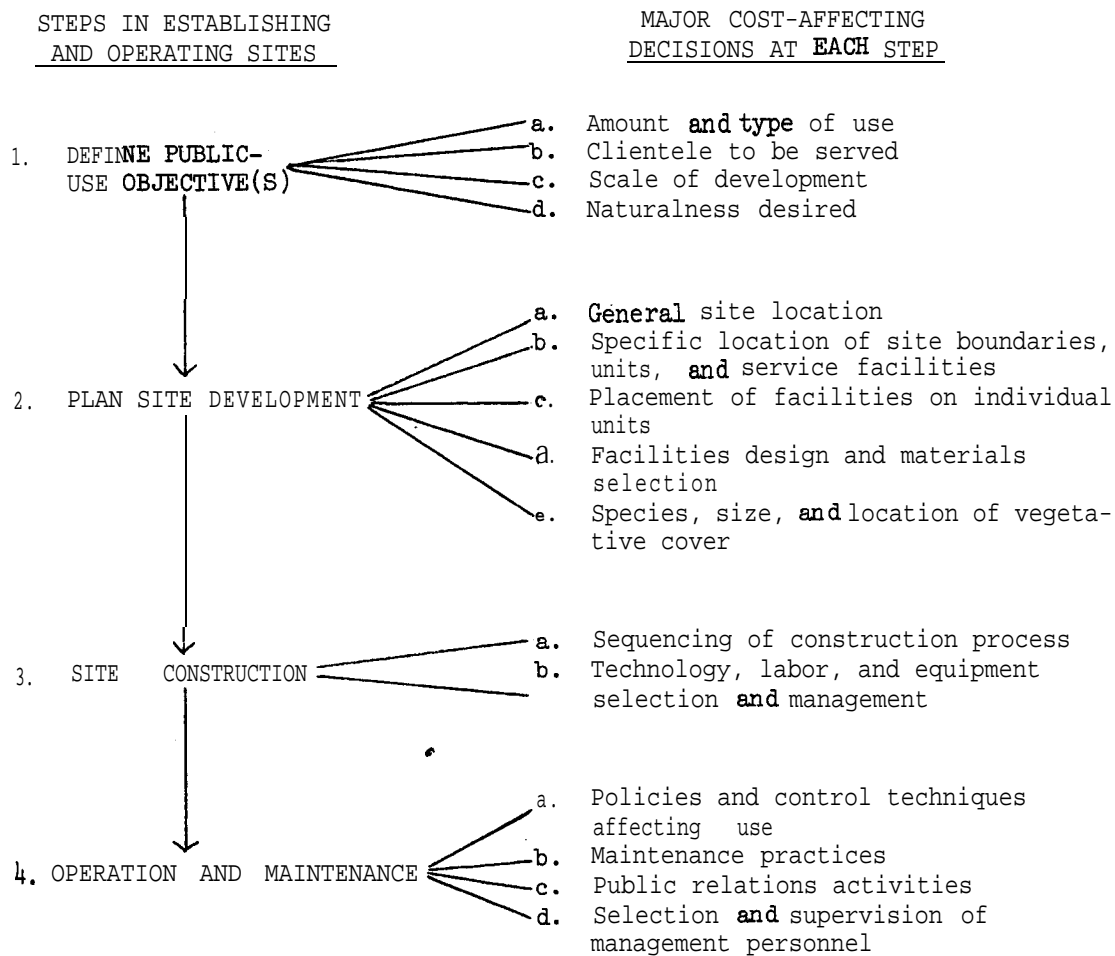 STEPS IN ESTABLISHING
AND OPERATING SITES
MAJOR COST-AFFECTING
DECISIONS AT EACH STEP
1. DEFINNE PUBLIC-
USE OBJECTIVE(S)
a. Amount and type of use
b. Clientele to be served
c. Scale of development
d. Naturalness desired
2. PLAN SITE DEVELOPMENT
a. General site location
b. Specific location of site boundaries,
units, and service facilities
c. Placement of facilities on individual
units
d. Facilities design and materials
selection
e. Species, size, and location of vegeta-
tive cover
3. SITE CONSTRUCTION
a. Sequencing of construction process
b. Technology, labor, and equipment
selection and management
4. OPERATION AND MAINTENANCE
a. Policies and control techniques
affecting use
b. Maintenance practices
c. Public relations activities
d. Selection and supervision of
management personnel